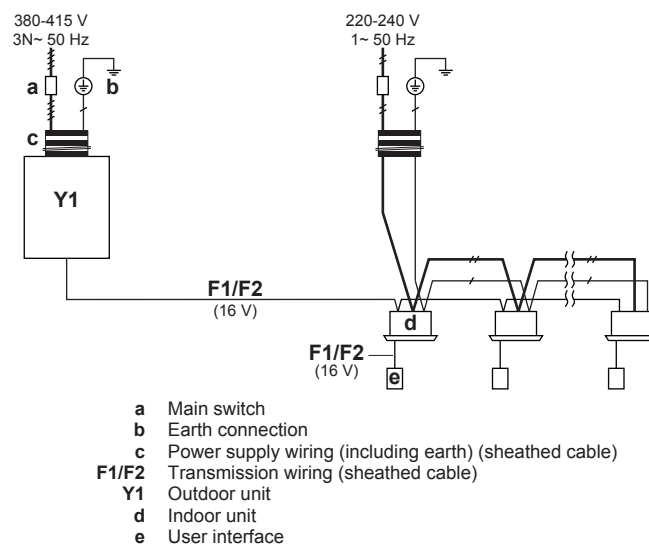 380-415 V
3N~ 50 Hz
220-240 V
1~ 50 Hz
a
b
c
Y1
F1/F2
(16 V)
d
F1/F2
(16 V)
e
a Main switch
b Earth connection
c Power supply wiring (including earth) (sheathed cable)
F1/F2 Transmission wiring (sheathed cable)
Y1 Outdoor unit
d Indoor unit
e User interface